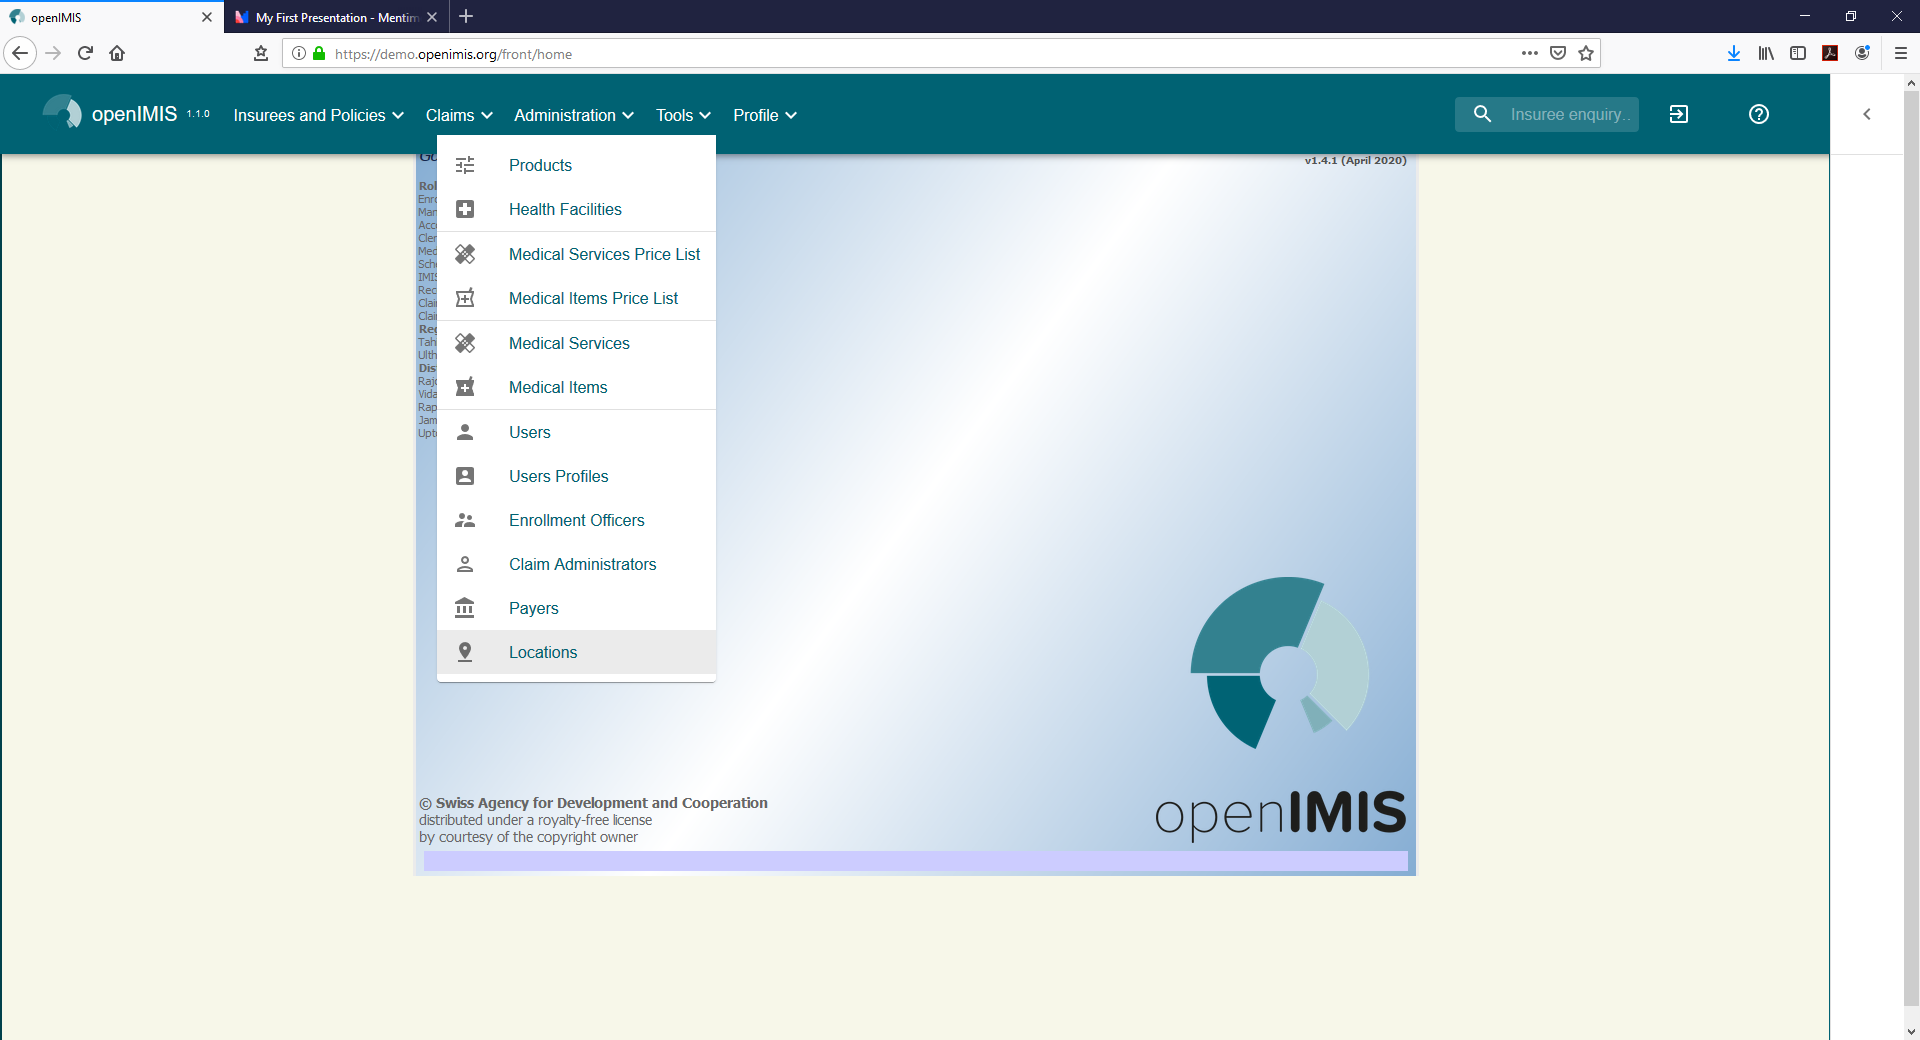 openIMIS
My First Presentation - Mentim
https://demo.openimis.org/front/home
openIMIS 1.1.0
Insurees and Policies
Claims
Administration
Tools
Profile
Insuree enquiry..
v1.4.1 (April 2020)
Products
Health Facilities
Medical Services Price List
Medical Items Price List
Medical Services
Medical Items
Users
Users Profiles
Enrollment Officers
Claim Administrators
Payers
Locations
© Swiss Agency for Development and Cooperation
distributed under a royalty-free license
by courtesy of the copyright owner
openIMIS